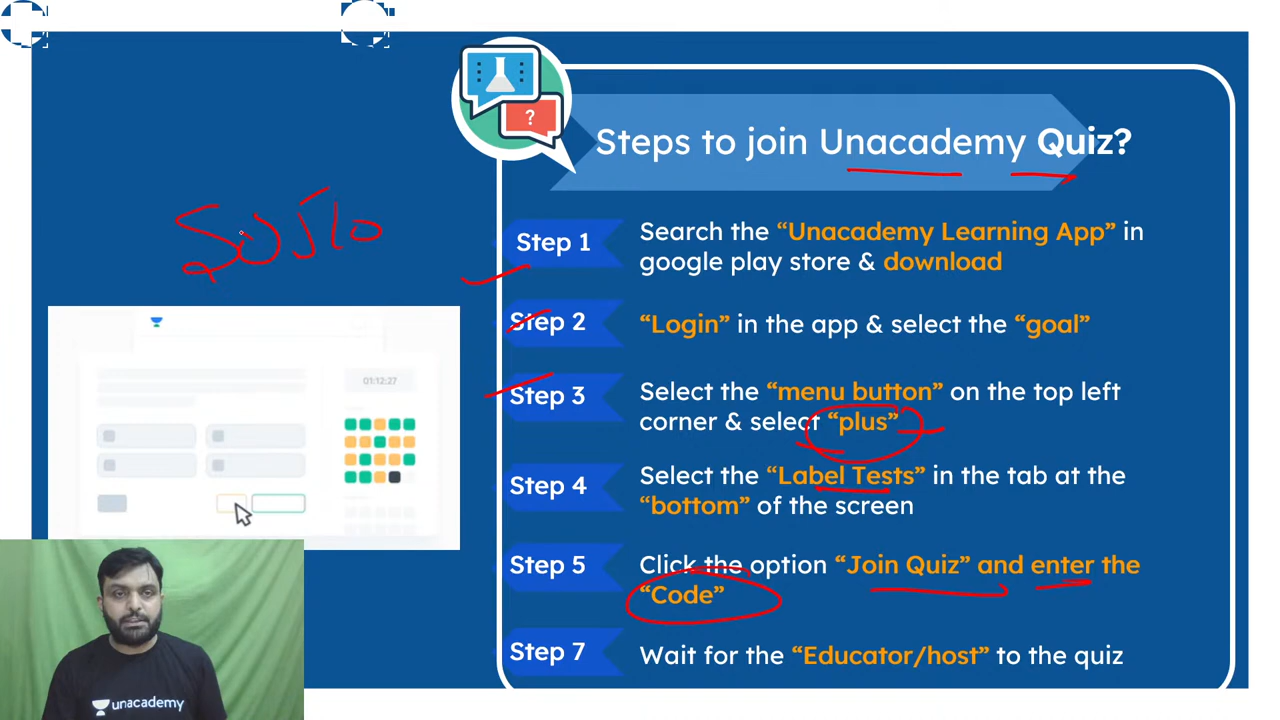 Steps to join Unacademy Quiz?
Step 1
Search the “Unacademy Learning App” in
google play store & download
Step 2
“Login” in the app & select the “goal”
Step 3
Select the “menu button” on the top left
corner & select “plus”
Step 4
Select the “Label Tests” in the tab at the
“bottom” of the screen
Step 5
Click the option “Join Quiz” and enter the
“Code”
Step 7
Wait for the “Educator/host” to the quiz
?
01:12:27
unacademy